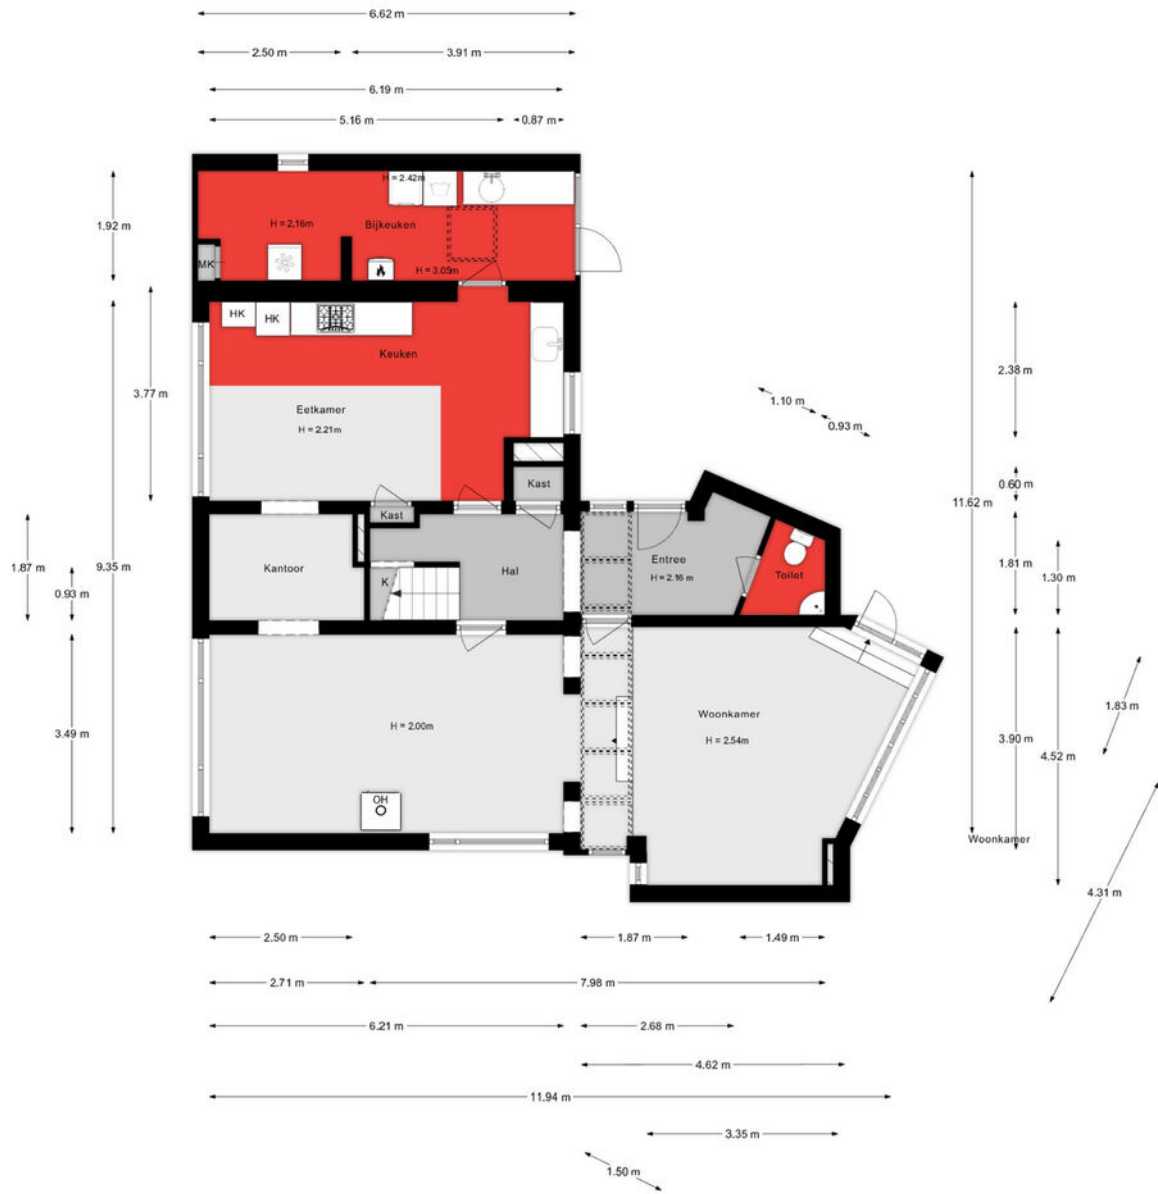 6.62 m
2.50 m
3.91 m
6.19 m
5.16 m
0.87 m
H = 2.42m
1.92 m
H = 2.16m
Bijkeuken
MK
H = 3.05m
HK
HK
Keuken
3.77 m
2.38 m
Eetkamer
H = 2.21m
1.10 m
0.93 m
Kast
0.60 m
11.62 m
Kast
1.87 m
9.35 m
0.93 m
Kantoor
K
Hal
Entree
H = 2.16 m
Toilet
1.81 m
1.30 m
3.49 m
H = 2.00m
Woonkamer
H = 2.54m
1.83 m
3.90 m
4.52 m
OH
Woonkamer
4.31 m
2.50 m
1.87 m
1.49 m
2.71 m
7.98 m
6.21 m
2.68 m
4.62 m
11.94 m
3.35 m
1.50 m